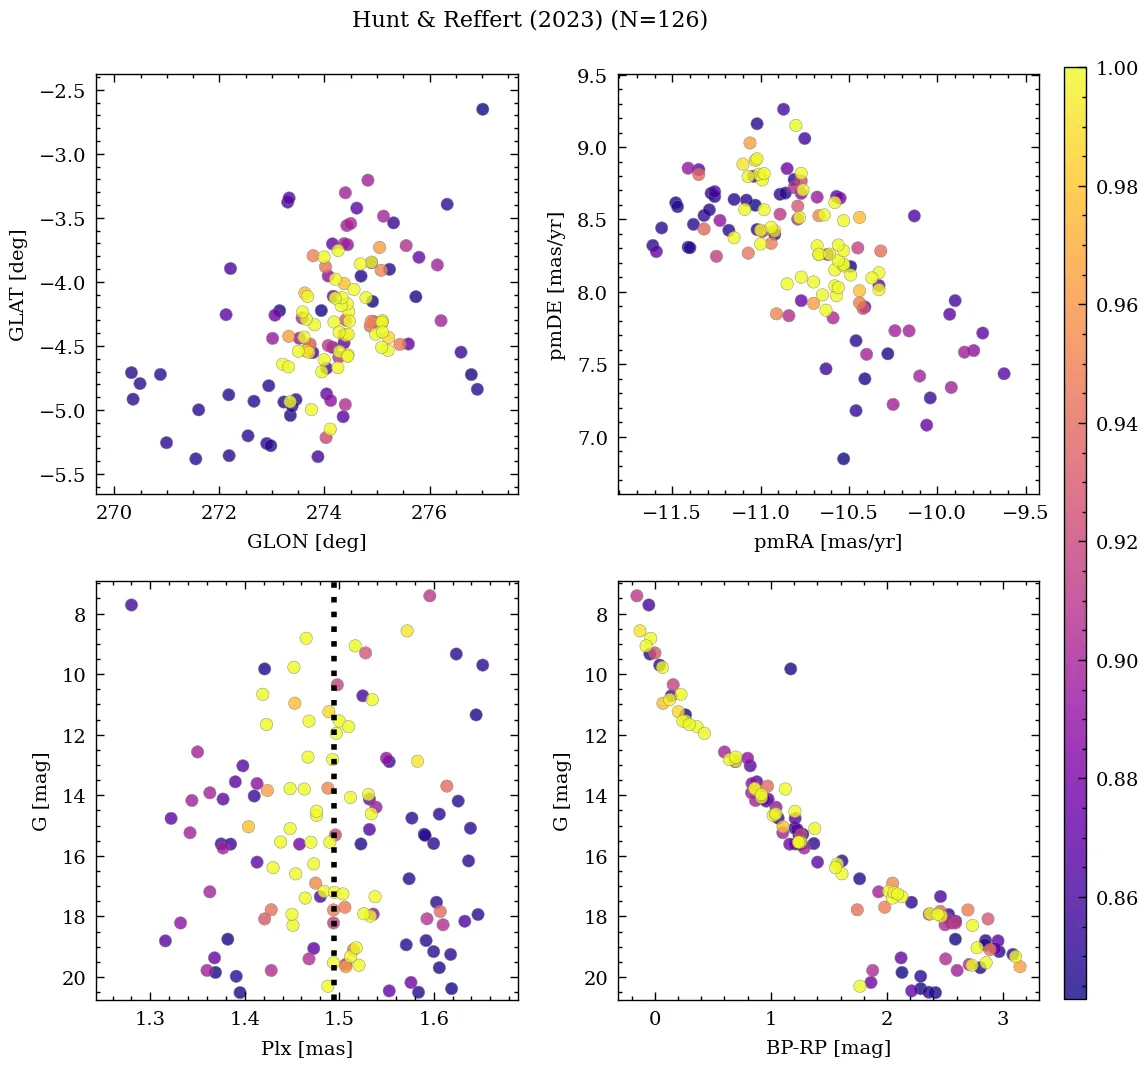 Hunt & Reffert (2023) (N=126)
−2.5
−3.0
−3.5
−4.0
−4.5
−5.0
−5.5
GLAT [deg]
270 272 274 276
GLON [deg]
9.5
9.0
8.5
8.0
7.5
7.0
pmDE [mas/yr]
−11.5 −11.0 −10.5 −10.0 −9.5
pmRA [mas/yr]
8
10
12
14
16
18
20
G [mag]
1.3 1.4 1.5 1.6
Plx [mas]
8
10
12
14
16
18
20
G [mag]
0 1 2 3
BP-RP [mag]
1.00
0.98
0.96
0.94
0.92
0.90
0.88
0.86